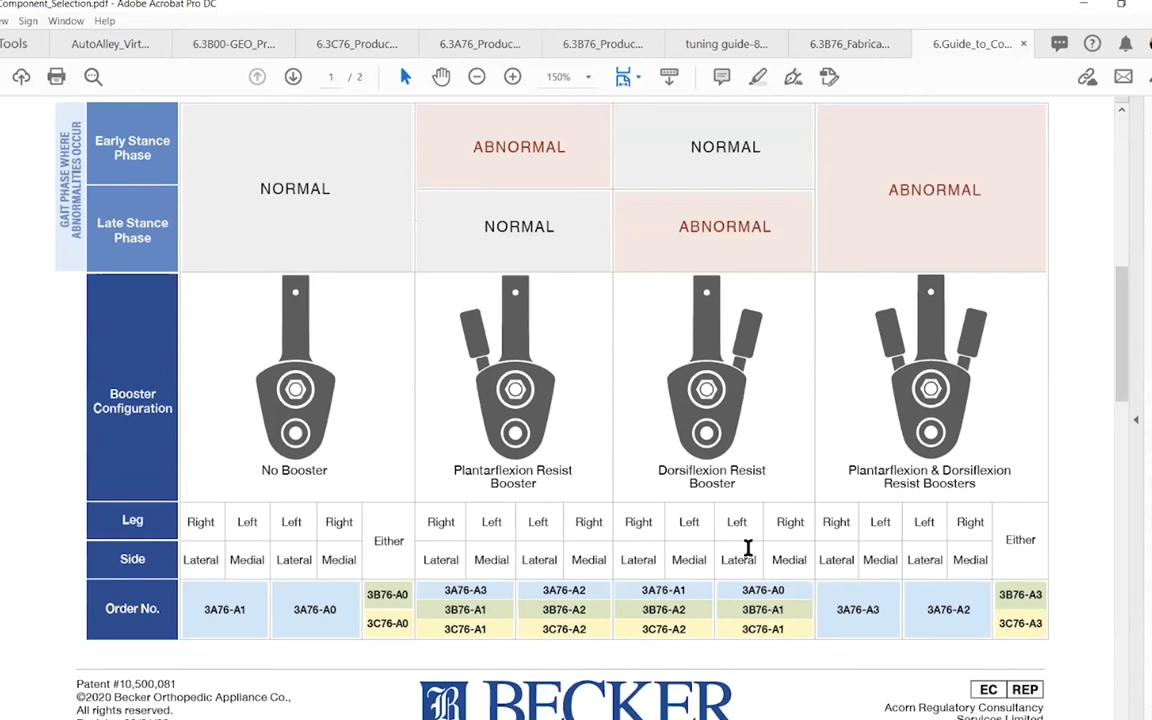 Component_Selection.pdf - Adobe Acrobat Pro DC
ew Sign Window Help
Tools AutoAlley_Virt... 6.3B00-GEO_Pr... 6.3C76_Produc... 6.3A76_Produc... 6.3B76_Produc... tuning guide-8... 6.3B76_Fabrica... 6.Guide_to_Co... ×
1 / 2 150%
GAIT PHASE WHERE
ABNORMALITIES OCCUR
Early Stance
Phase
NORMAL
ABNORMAL
NORMAL
ABNORMAL
Late Stance
Phase
NORMAL
ABNORMAL
Booster
Configuration
No Booster
Plantarflexion Resist
Booster
Dorsiflexion Resist
Booster
Plantarflexion & Dorsiflexion
Resist Boosters
Leg Right Left Left Right Either Right Left Left Right Right Left Left Right Right Left Left Right Either
Side Lateral Medial Lateral Medial Lateral Medial Lateral Medial Lateral Medial Lateral Medial Lateral Medial Lateral Medial
Order No. 3A76-A1 3A76-A0
3B76-A0
3C76-A0
3A76-A3
3B76-A1
3C76-A1
3A76-A2
3B76-A2
3C76-A2
3A76-A1
3B76-A2
3C76-A2
3A76-A0
3B76-A1
3C76-A1
3A76-A3 3A76-A2
3B76-A3
3C76-A3
Patent #10,500,081
©2020 Becker Orthopedic Appliance Co.,
All rights reserved.
B BECKER
EC REP
Acorn Regulatory Consultancy
Services Limited